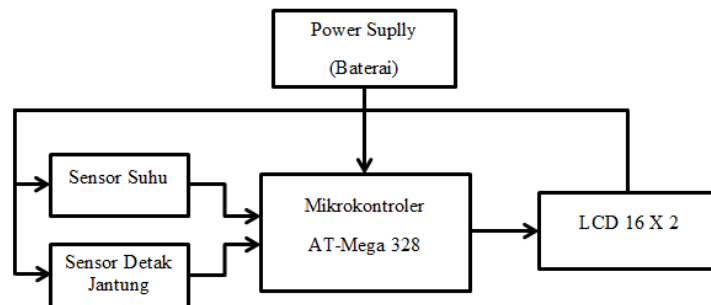 Power Suplly
(Baterai)
Sensor Suhu
Sensor Detak
Jantung
Mikrokontroler
AT-Mega 328
LCD 16 X 2